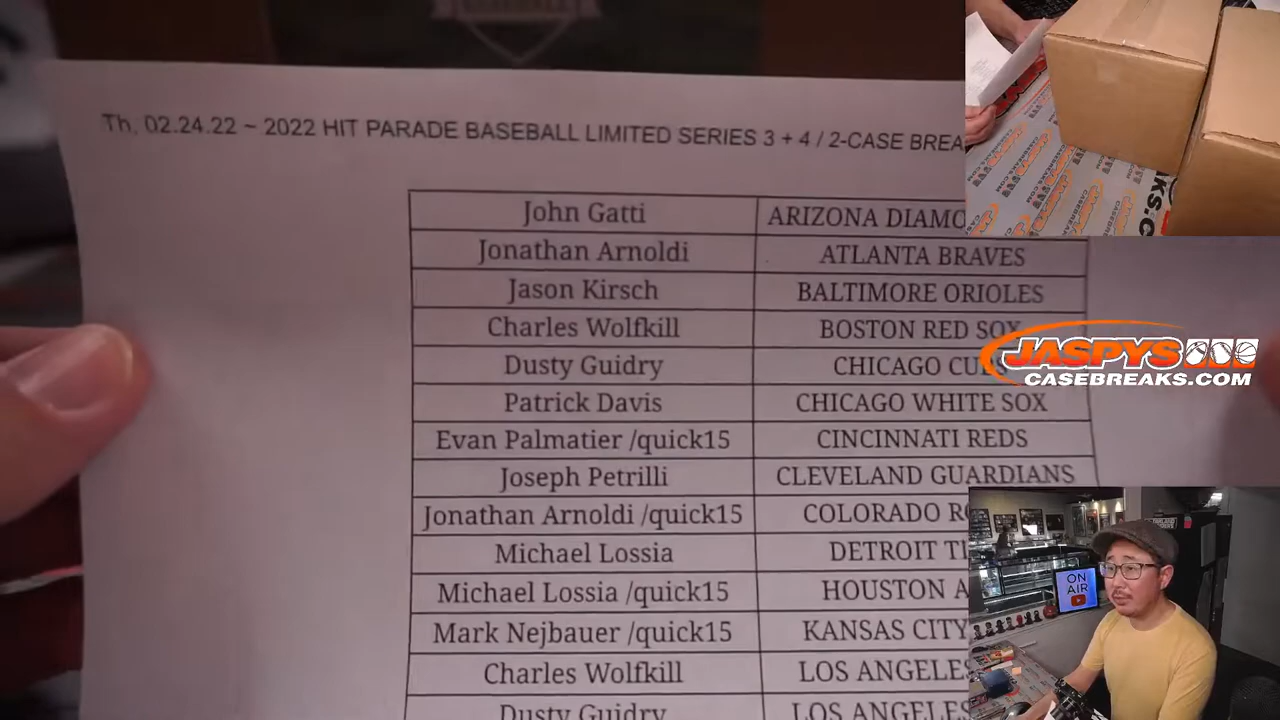 Th, 02.24.22 ~ 2022 HIT PARADE BASEBALL LIMITED SERIES 3 + 4 / 2-CASE
John Gatti ARIZONA
Jonathan Arnoldi ATLANTA BRAVES
Jason Kirsch BALTIMORE ORIOLES
Charles Wolfkill BOSTON RED SOX
Dusty Guidry CHICAGO CUBS
Patrick Davis CHICAGO WHITE SOX
Evan Palmatier /quick15 CINCINNATI REDS
Joseph Petrilli CLEVELAND GUARDIANS
Jonathan Arnoldi /quick15 COLORADO
Michael Lossia DETROIT
Michael Lossia /quick15 HOUSTON
Mark Nejbauer /quick15 KANSAS CITY
Charles Wolfkill LOS ANGELES
Dusty Guidry LOS ANGELES
JASPYS
CASEBREAKS.COM
ON
AIR